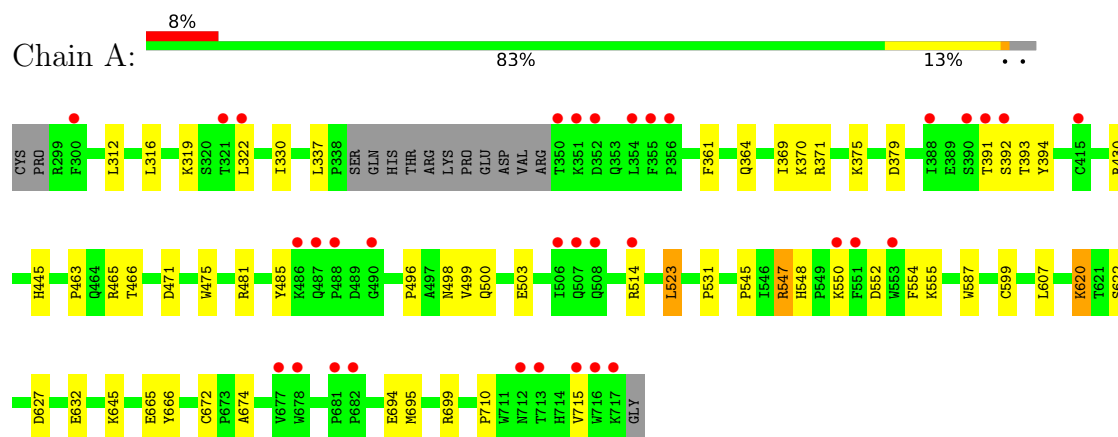 8%
Chain A:
83% 13% • •
CYS PRO R299 F300 L312 L316 K319 S320 T321 L322 I330 L337 P338 SER GLN HIS THR ARG LYS PRO GLU ASP VAL ARG T350 K351 D352 Q353 L354 F355 P356 F361 Q364 I369 K370 R371 K375 D379 I388 E389 S390 T391 S392 T393 Y394 C415
H445 P463 Q464 R465 T466 D471 W475 R481 Y485 K486 Q487 P488 D489 G490 P496 A497 N498 V499 Q500 E503 I506 Q507 Q508 R514 L523 P531 P545 I546 R547 H548 P549 K550 F551 D552 W553 F554 K555 W587 C599 L607 K620 T621
D627 E632 K645 E665 Y666 C672 P673 A674 V677 W678 P681 P682 E694 M695 R699 P710 W711 N712 T713 H714 V715 W716 K717 GLY